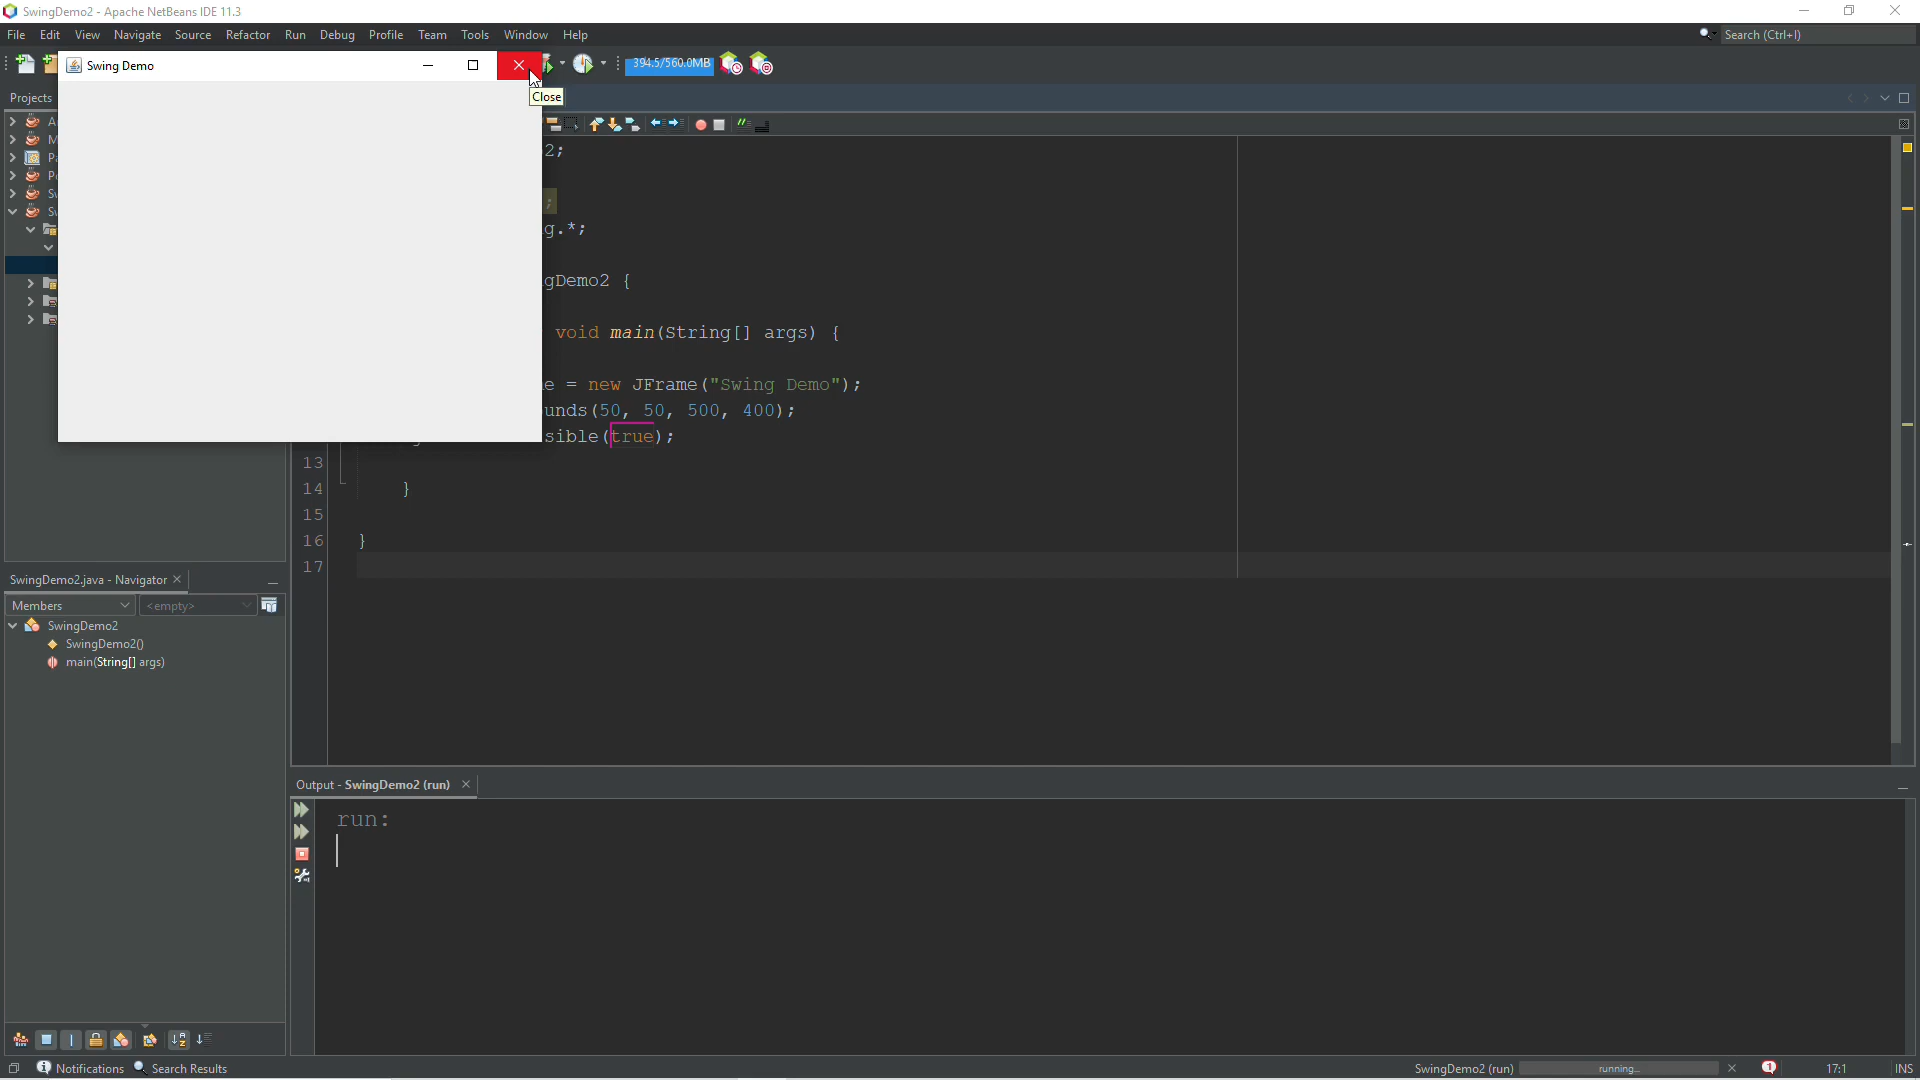 SwingDemo2 - Apache NetBeans IDE 11.3
File Edit View Navigate Source Refactor Run Debug Profile Team Tools Window Help
Search (Ctrl+I)
Swing Demo
394.5/560.0MB
Close
Projects
2;
;
g.*;
gDemo2 {
void main(String[] args) {
e = new JFrame("Swing Demo");
unds(50, 50, 500, 400);
sible(true);
13
14 }
15
16 }
17
SwingDemo2.java - Navigator
Members <empty>
SwingDemo2
SwingDemo2()
main(String[] args)
Output - SwingDemo2 (run)
run:
Notifications Search Results
SwingDemo2 (run) running... 1 17:1 INS